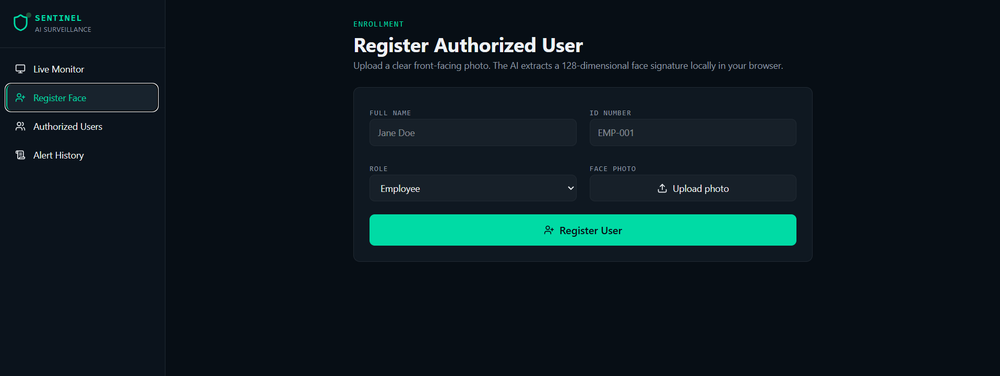 SENTINEL
AI SURVEILLANCE
Live Monitor
Register Face
Authorized Users
Alert History
ENROLLMENT
Register Authorized User
Upload a clear front-facing photo. The AI extracts a 128-dimensional face signature locally in your browser.
FULL NAME
Jane Doe
ID NUMBER
EMP-001
ROLE
Employee
FACE PHOTO
Upload photo
Register User